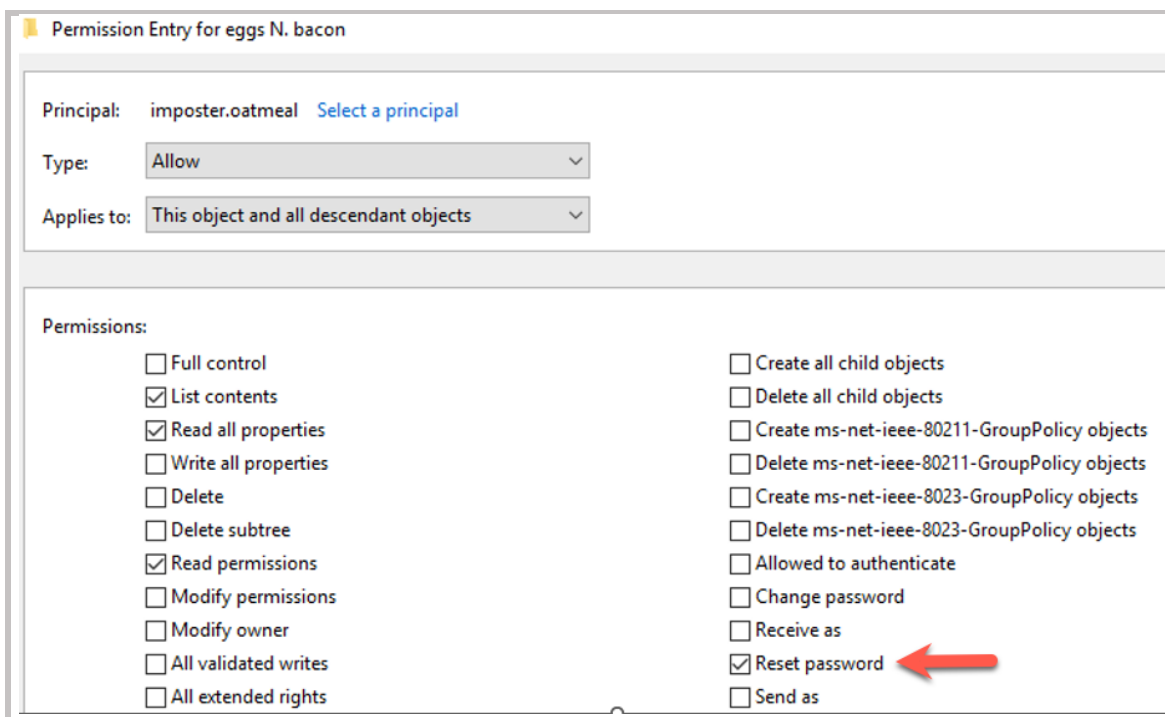 Permission Entry for eggs N. bacon
Principal: imposter.oatmeal Select a principal
Type: Allow
Applies to: This object and all descendant objects
Permissions:
Full control
List contents
Read all properties
Write all properties
Delete
Delete subtree
Read permissions
Modify permissions
Modify owner
All validated writes
All extended rights
Create all child objects
Delete all child objects
Create ms-net-ieee-80211-GroupPolicy objects
Delete ms-net-ieee-80211-GroupPolicy objects
Create ms-net-ieee-8023-GroupPolicy objects
Delete ms-net-ieee-8023-GroupPolicy objects
Allowed to authenticate
Change password
Receive as
Reset password
Send as